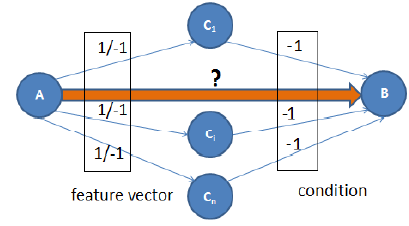 C1
1/-1
-1
?
A
B
1/-1
-1
Ci
1/-1
-1
feature vector
Cn
condition